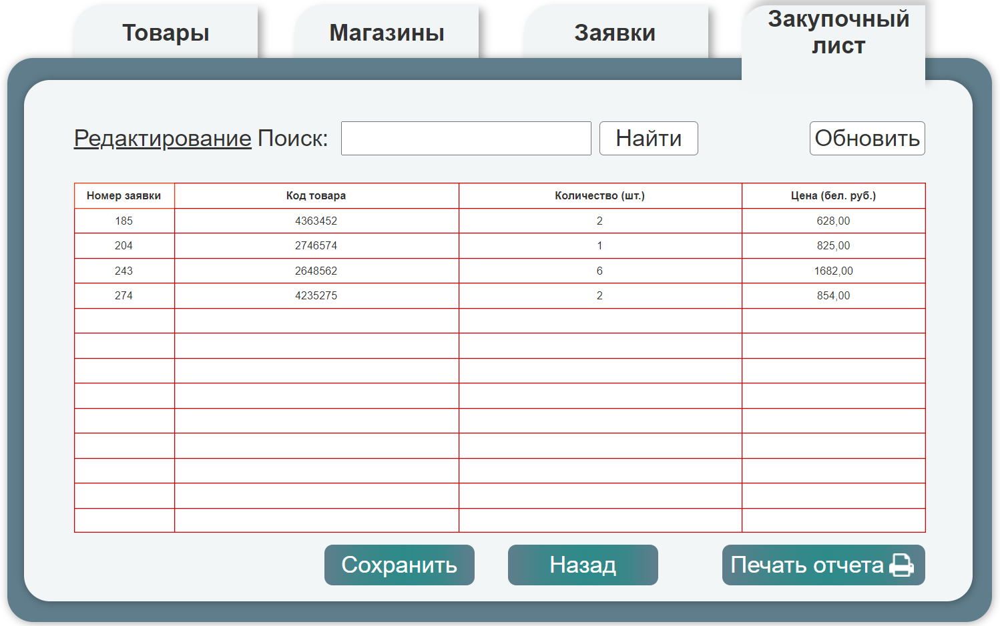 Товары
Магазины
Заявки
Закупочный
лист
Редактирование Поиск:
Найти
Обновить
Номер заявки Код товара Количество (шт.) Цена (бел. руб.)
185 4363452 2 628,00
204 2746574 1 825,00
243 2648562 6 1682,00
274 4235275 2 854,00
Сохранить
Назад
Печать отчета